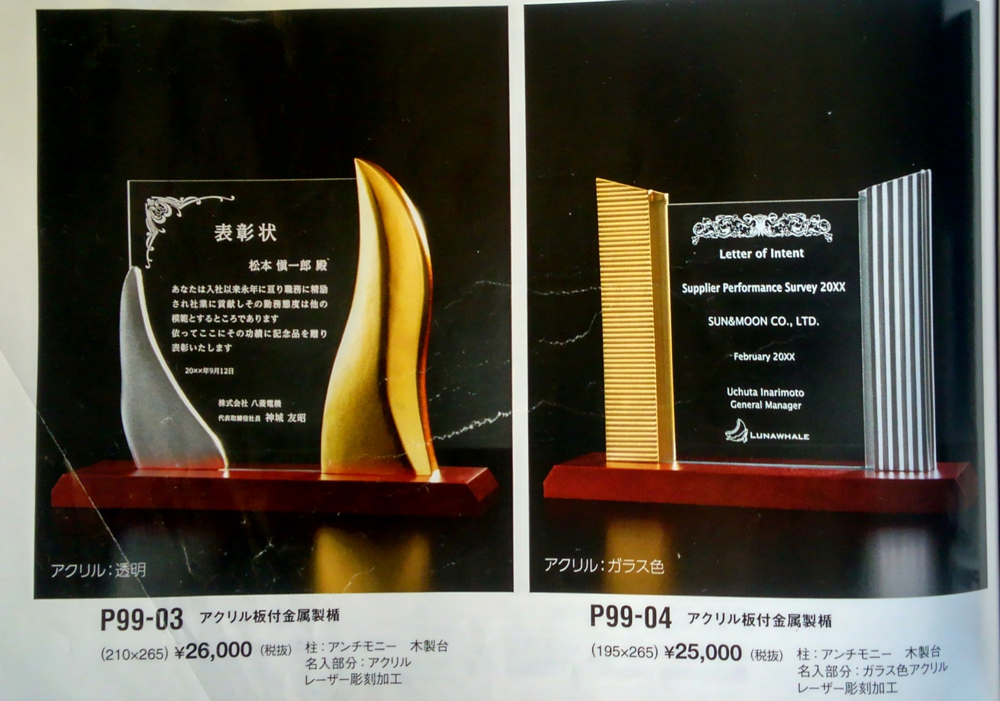 表彰状
松本 愼一郎 殿
あなたは入社以来永年に亘り職務に精励
され社業に貢献しその勤務態度は他の
模範とするところであります
依ってここにその功績に記念品を贈り
表彰いたします
20××年9月12日
株式会社 八菱電機
代表取締役社長 神城 友昭
アクリル:透明
P99-03 アクリル板付金属製楯
(210×265) ¥26,000 (税抜) 柱:アンチモニー 木製台
名入部分:アクリル
レーザー彫刻加工
Letter of Intent
Supplier Performance Survey 20XX
SUN&MOON CO., LTD.
February 20XX
Uchuta Inarimoto
General Manager
LUNAWHALE
アクリル:ガラス色
P99-04 アクリル板付金属製楯
(195×265) ¥25,000 (税抜) 柱:アンチモニー 木製台
名入部分:ガラス色アクリル
レーザー彫刻加工